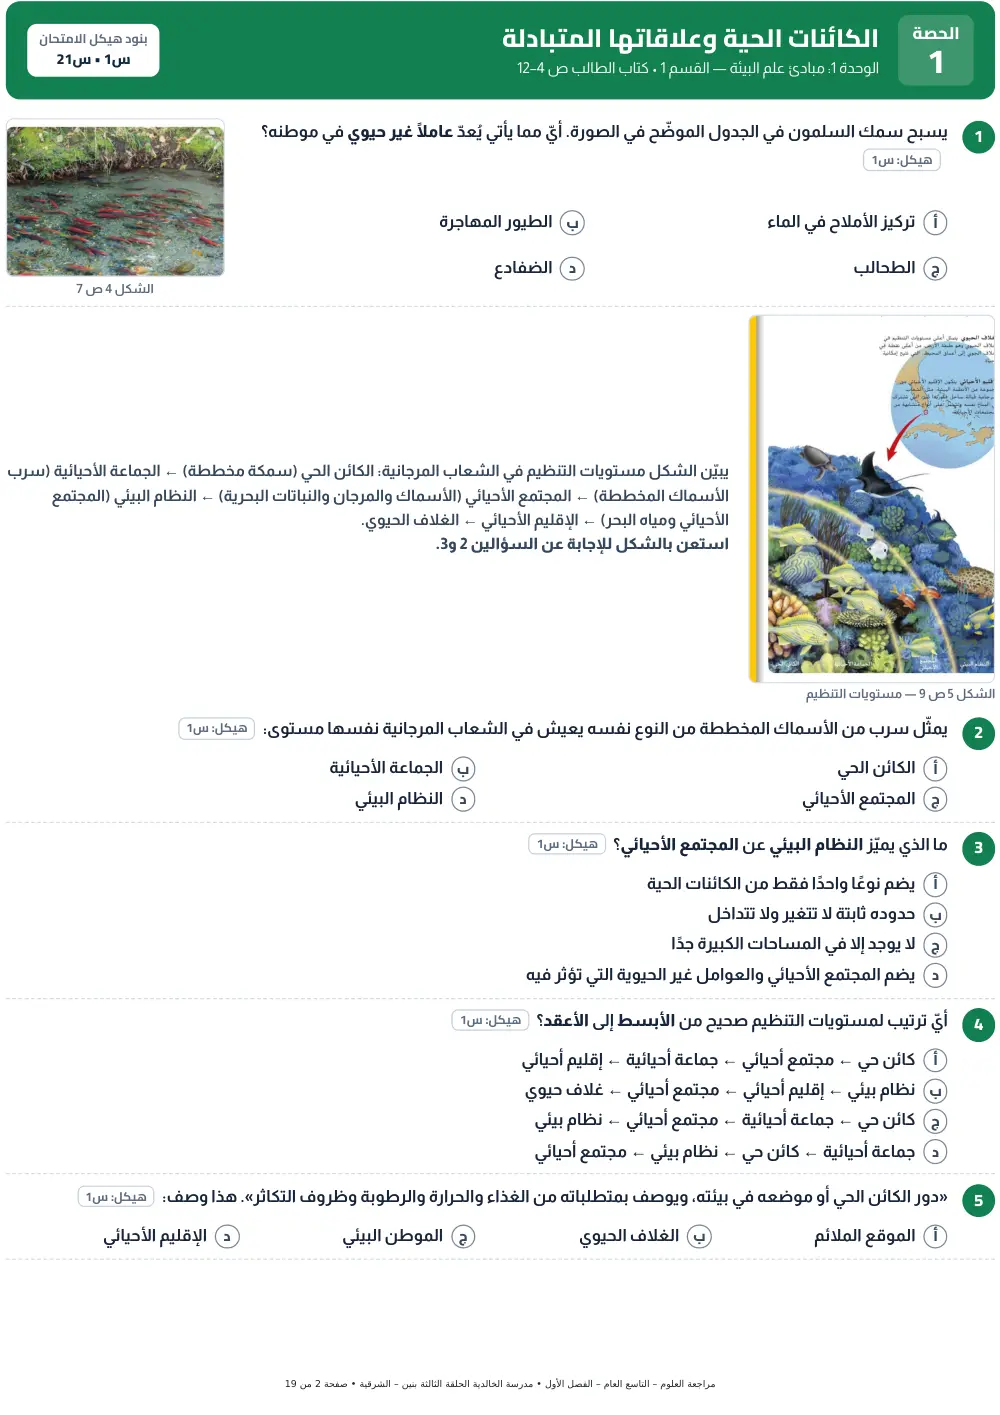 الحصة
1
الكائنات الحية وعلاقاتها المتبادلة
الوحدة 1: مبادئ علم البيئة — القسم 1 • كتاب الطالب ص 4–12
بنود هيكل الامتحان
س1 • س21
1
يسبح سمك السلمون في الجدول الموضّح في الصورة. أيّ مما يأتي يُعدّ عاملًا غير حيوي في موطنه؟
هيكل: س1
أ تركيز الأملاح في الماء
ب الطيور المهاجرة
ج الطحالب
د الضفادع
الشكل 4 ص 7
يبيّن الشكل مستويات التنظيم في الشعاب المرجانية: الكائن الحي (سمكة مخططة) ← الجماعة الأحيائية (سرب
الأسماك المخططة) ← المجتمع الأحيائي (الأسماك والمرجان والنباتات البحرية) ← النظام البيئي (المجتمع
الأحيائي ومياه البحر) ← الإقليم الأحيائي ← الغلاف الحيوي.
استعن بالشكل للإجابة عن السؤالين 2 و3.
الشكل 5 ص 9 — مستويات التنظيم
2
يمثّل سرب من الأسماك المخططة من النوع نفسه يعيش في الشعاب المرجانية نفسها مستوى: هيكل: س1
أ الكائن الحي
ب الجماعة الأحيائية
ج المجتمع الأحيائي
د النظام البيئي
3
ما الذي يميّز النظام البيئي عن المجتمع الأحيائي؟ هيكل: س1
أ يضم نوعًا واحدًا فقط من الكائنات الحية
ب حدوده ثابتة لا تتغير ولا تتداخل
ج لا يوجد إلا في المساحات الكبيرة جدًا
د يضم المجتمع الأحيائي والعوامل غير الحيوية التي تؤثر فيه
4
أيّ ترتيب لمستويات التنظيم صحيح من الأبسط إلى الأعقد؟ هيكل: س1
أ كائن حي ← مجتمع أحيائي ← جماعة أحيائية ← إقليم أحيائي
ب نظام بيئي ← إقليم أحيائي ← مجتمع أحيائي ← غلاف حيوي
ج كائن حي ← جماعة أحيائية ← مجتمع أحيائي ← نظام بيئي
د جماعة أحيائية ← كائن حي ← نظام بيئي ← مجتمع أحيائي
5
«دور الكائن الحي أو موضعه في بيئته، ويوصف بمتطلباته من الغذاء والحرارة والرطوبة وظروف التكاثر». هذا وصف: هيكل: س1
أ الموقع الملائم
ب الغلاف الحيوي
ج الموطن البيئي
د الإقليم الأحيائي
مراجعة العلوم – التاسع العام – الفصل الأول • مدرسة الخالدية الحلقة الثالثة بنين – الشرقية • صفحة 2 من 19